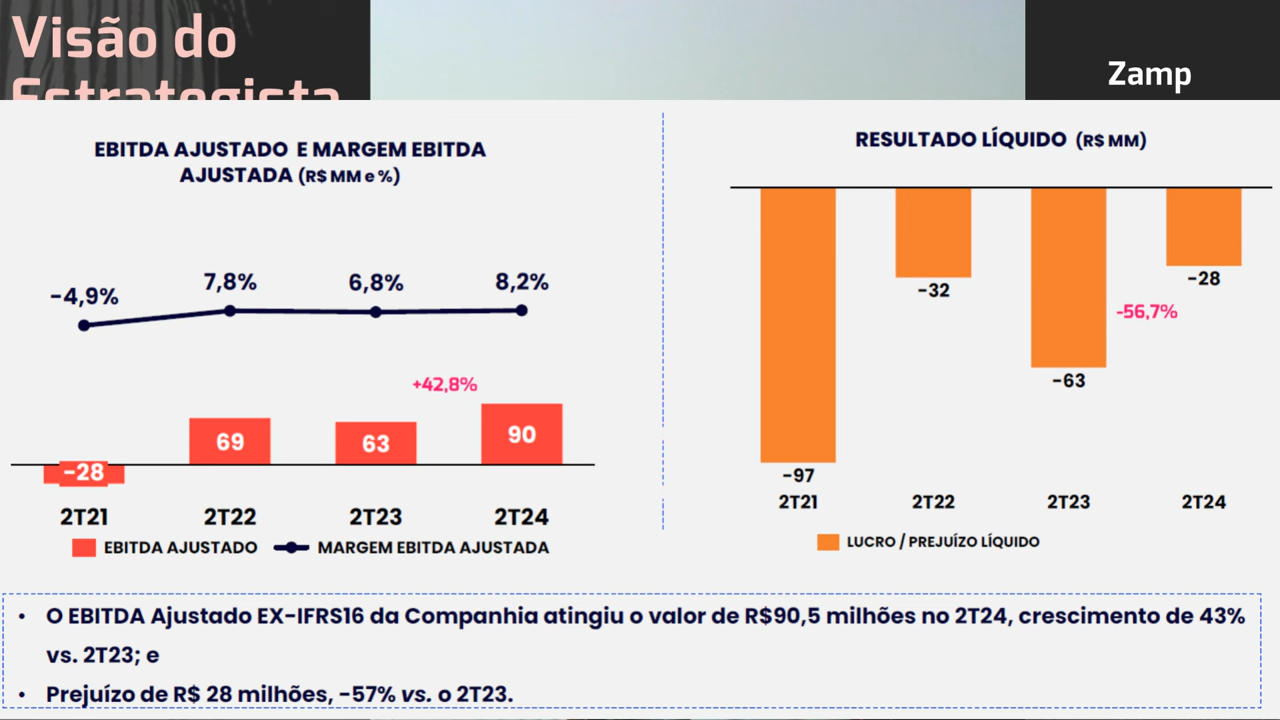 Visão do
Estrategista
Zamp
EBITDA AJUSTADO E MARGEM EBITDA
AJUSTADA (R$ MM e %)
-4,9%
7,8%
6,8%
8,2%
+42,8%
-28
69
63
90
2T21
2T22
2T23
2T24
EBITDA AJUSTADO
MARGEM EBITDA AJUSTADA
RESULTADO LÍQUIDO (R$ MM)
-97
-32
-63
-28
-56,7%
2T21
2T22
2T23
2T24
LUCRO / PREJUÍZO LÍQUIDO
• O EBITDA Ajustado EX-IFRS16 da Companhia atingiu o valor de R$90,5 milhões no 2T24, crescimento de 43%
vs. 2T23; e
• Prejuízo de R$ 28 milhões, -57% vs. o 2T23.